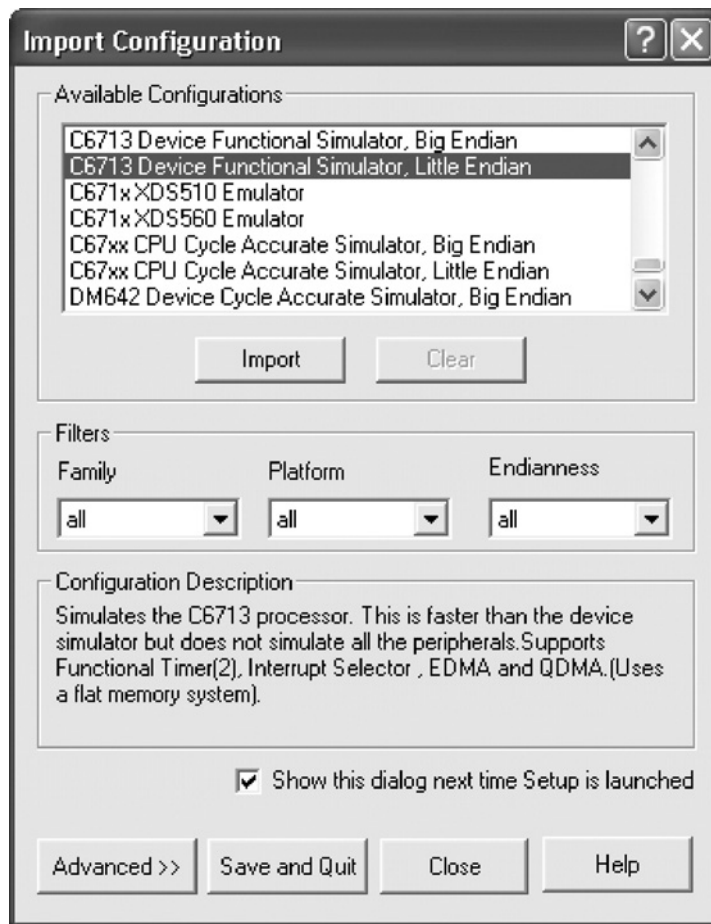 Import Configuration
Available Configurations
C6713 Device Functional Simulator, Big Endian
C6713 Device Functional Simulator, Little Endian
C671x XDS510 Emulator
C671x XDS560 Emulator
C67xx CPU Cycle Accurate Simulator, Big Endian
C67xx CPU Cycle Accurate Simulator, Little Endian
DM642 Device Cycle Accurate Simulator, Big Endian
Import Clear
Filters
Family Platform Endianness
all all all
Configuration Description
Simulates the C6713 processor. This is faster than the device
simulator but does not simulate all the peripherals.Supports
Functional Timer(2), Interrupt Selector , EDMA and QDMA.(Uses
a flat memory system).
Show this dialog next time Setup is launched
Advanced >> Save and Quit Close Help